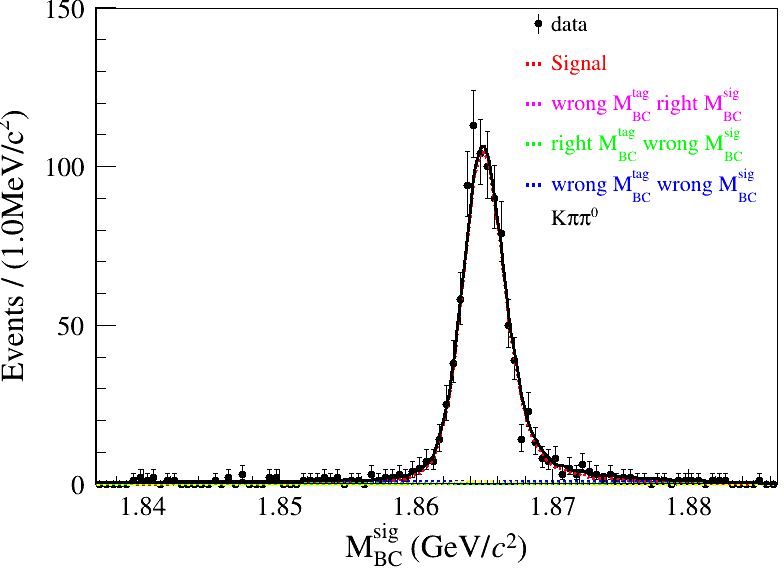 150
100
50
0
Events / (1.0MeV/c²)
data
Signal
wrong M^tag_BC right M^sig_BC
right M^tag_BC wrong M^sig_BC
wrong M^tag_BC wrong M^sig_BC
Kππ⁰
1.84 1.85 1.86 1.87 1.88
M^sig_BC (GeV/c²)